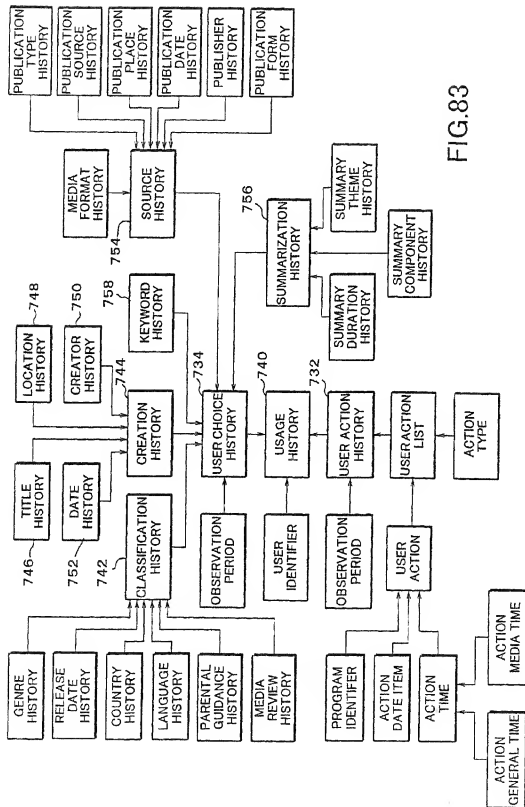 PUBLICATION
TYPE
HISTORY
PUBLICATION
SOURCE
HISTORY
PUBLICATION
PLACE
HISTORY
PUBLICATION
DATE
HISTORY
PUBLISHER
HISTORY
PUBLICATION
FORM
HISTORY
MEDIA
FORMAT
HISTORY
SOURCE
HISTORY
754
756
SUMMARIZATION
HISTORY
SUMMARY
THEME
HISTORY
SUMMARY
COMPONENT
HISTORY
SUMMARY
DURATION
HISTORY
748
LOCATION
HISTORY
750
CREATOR
HISTORY
744
758
KEYWORD
HISTORY
TITLE
HISTORY
746
DATE
HISTORY
752
CREATION
HISTORY
734
USER CHOICE
HISTORY
740
USAGE
HISTORY
732
USER ACTION
HISTORY
USER ACTION
LIST
ACTION
TYPE
CLASSIFICATION
HISTORY
742
OBSERVATION
PERIOD
USER
IDENTIFIER
OBSERVATION
PERIOD
USER
ACTION
GENRE
HISTORY
RELEASE
DATE
HISTORY
COUNTRY
HISTORY
LANGUAGE
HISTORY
PARENTAL
GUIDANCE
HISTORY
MEDIA
REVIEW
HISTORY
PROGRAM
IDENTIFER
ACTION
DATE ITEM
ACTION
TIME
ACTION
MEDIA TIME
ACTION
GENERAL TIME
FIG.83